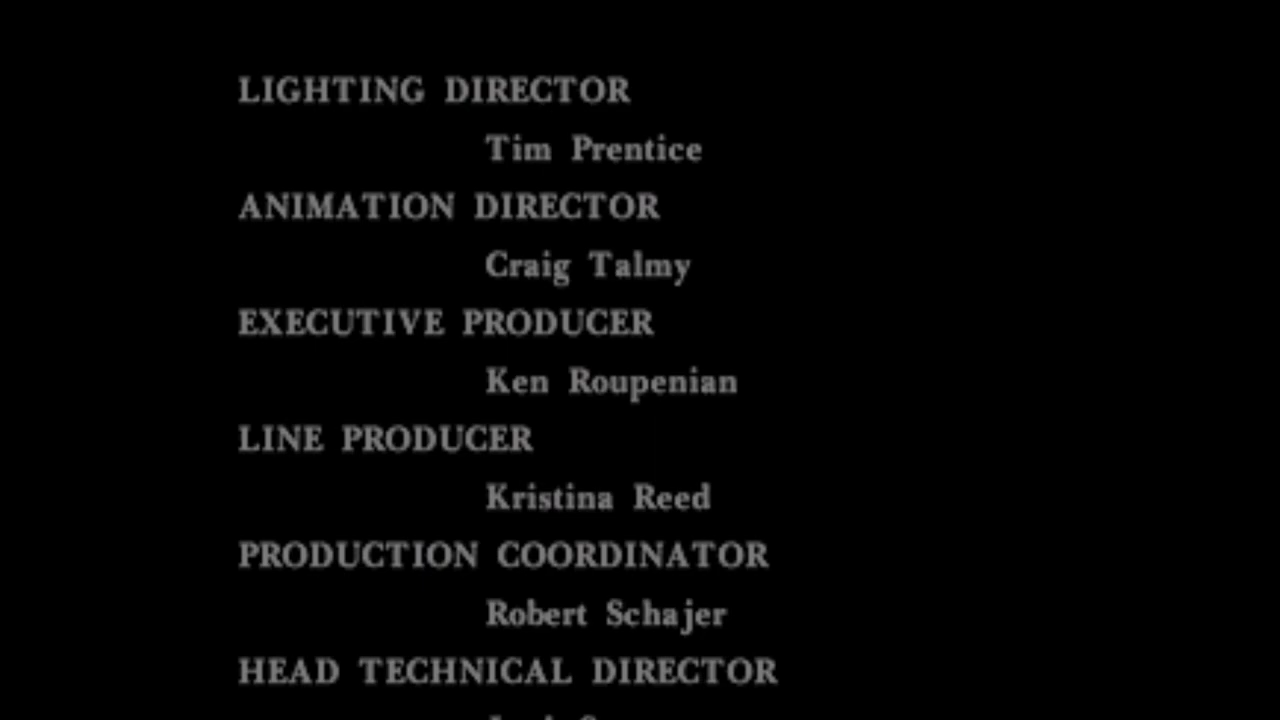 LIGHTING DIRECTOR
Tim Prentice
ANIMATION DIRECTOR
Craig Talmy
EXECUTIVE PRODUCER
Ken Roupenian
LINE PRODUCER
Kristina Reed
PRODUCTION COORDINATOR
Robert Schajer
HEAD TECHNICAL DIRECTOR